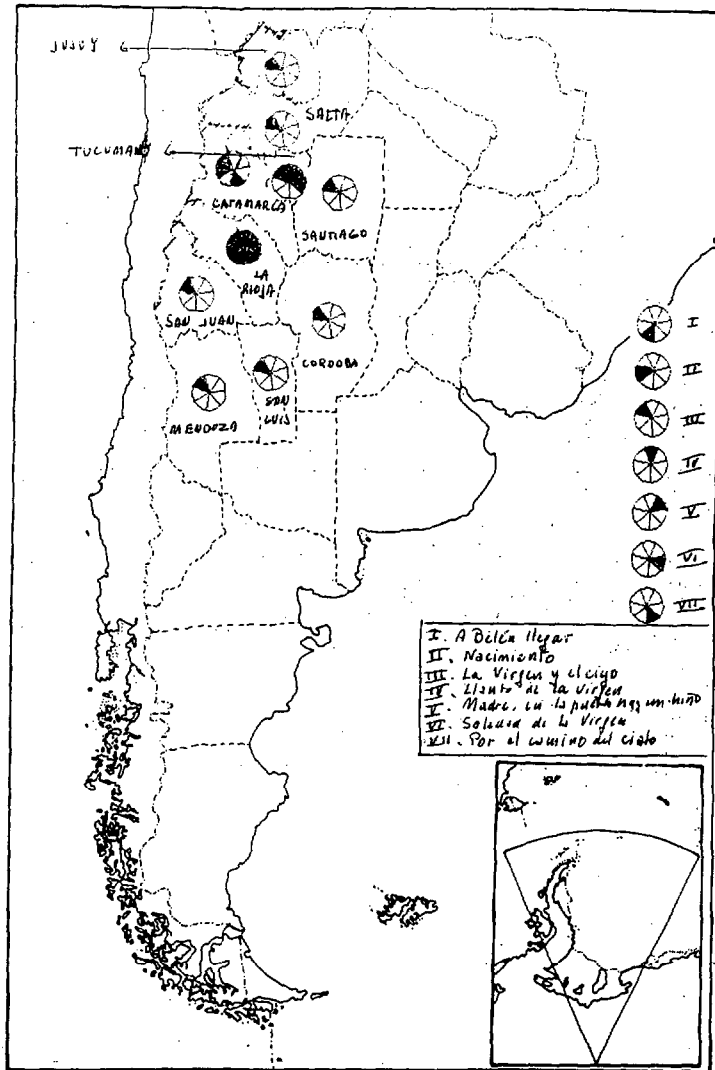 JUJUY 6
SALTA
TUCUMAN 6
CATAMARCA
SANTIAGO
LA
RIOJA
SAN JUAN
CORDOBA
SAN
LUIS
MENDOZA
I
II
III
IV
V
VI
VII
I. A Belén llegar
II. Nacimiento
III. La Virgen y el ciego
IV. Llanto de la virgen
V. Madre, en la puerta hay un niño
VI. Soledad de la Virgen
VII. Por el camino del cielo